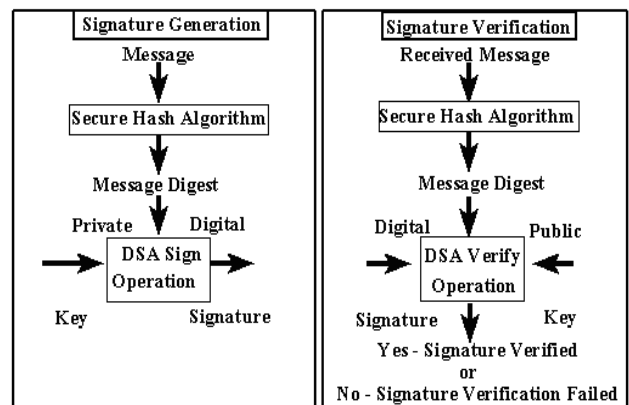 Signature Generation
Message
Secure Hash Algorithm
Message Digest
Private Digital
DSA Sign
Operation
Key Signature
Signature Verification
Received Message
Secure Hash Algorithm
Message Digest
Digital Public
DSA Verify
Operation
Signature Key
Yes - Signature Verified
or
No - Signature Verification Failed